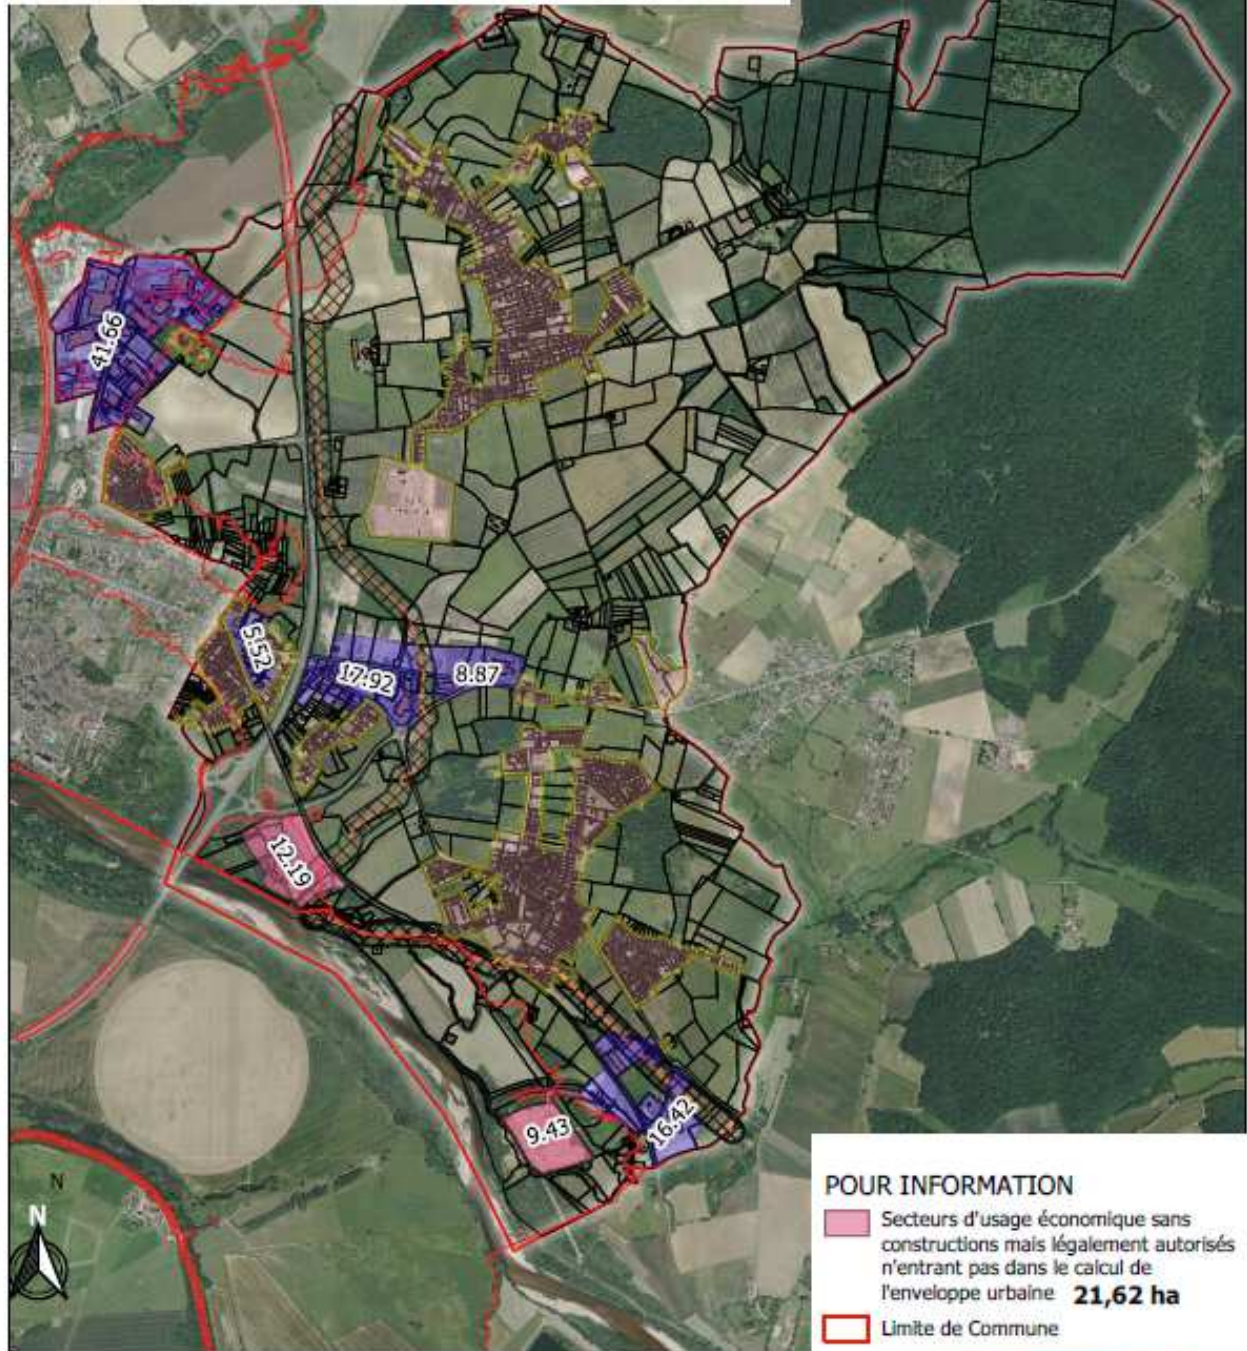 41.66
5.52
17.92
8.87
12.19
9.43
16.42
N
N
POUR INFORMATION
Secteurs d'usage économique sans
constructions mais légalement autorisés
n'entrant pas dans le calcul de
l'enveloppe urbaine 21,62 ha
Limite de Commune